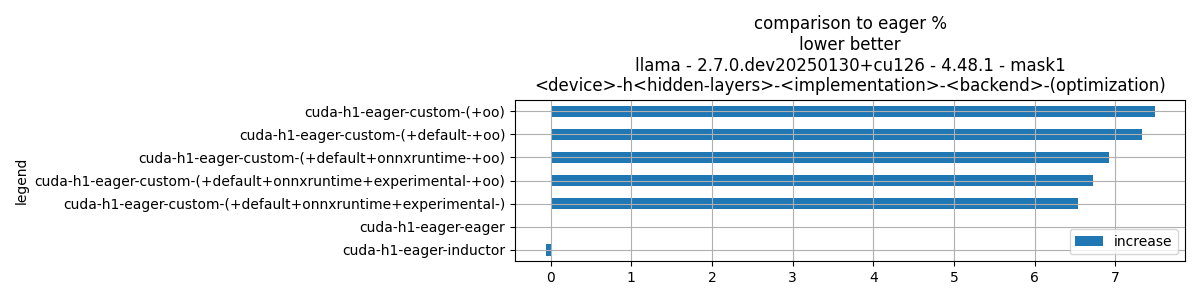 comparison to eager %
lower better
llama - 2.7.0.dev20250130+cu126 - 4.48.1 - mask1
<device>-h<hidden-layers>-<implementation>-<backend>-(optimization)
legend
cuda-h1-eager-custom-(+oo)
cuda-h1-eager-custom-(+default-+oo)
cuda-h1-eager-custom-(+default+onnxruntime-+oo)
cuda-h1-eager-custom-(+default+onnxruntime+experimental-+oo)
cuda-h1-eager-custom-(+default+onnxruntime+experimental-)
cuda-h1-eager-eager
cuda-h1-eager-inductor
increase
0 1 2 3 4 5 6 7